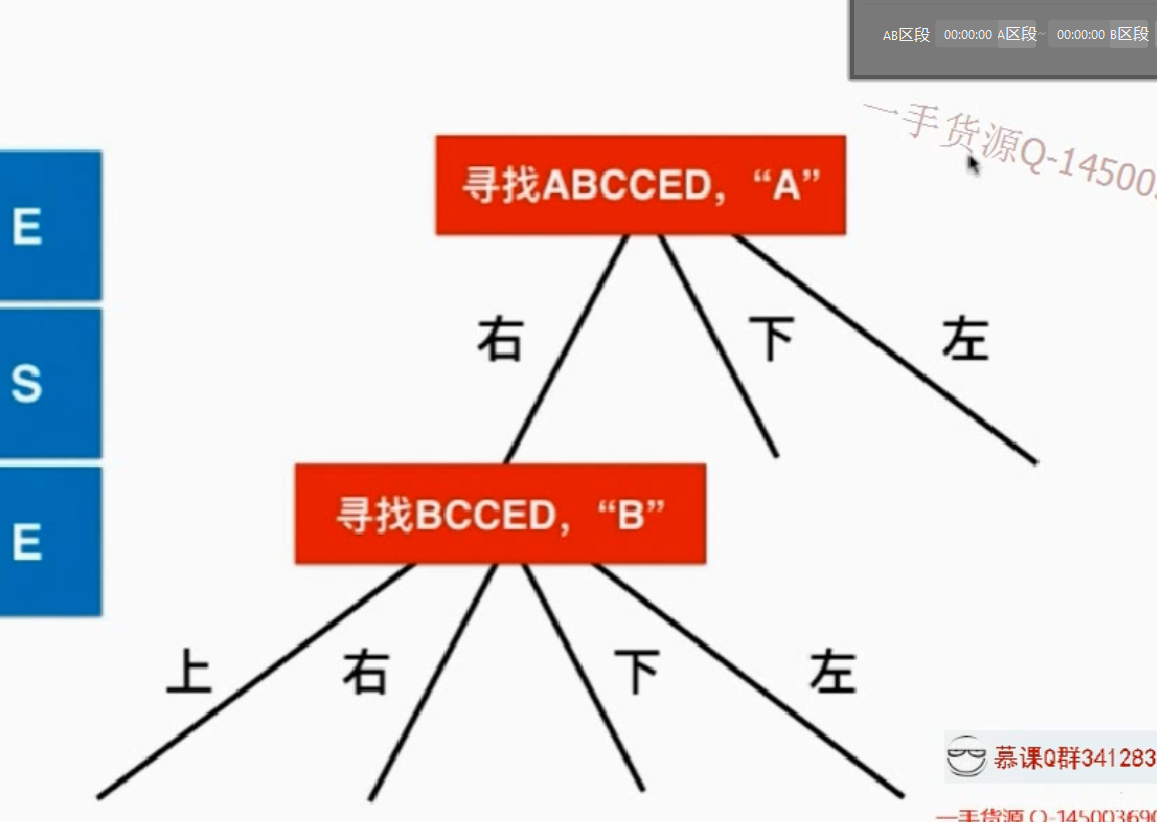 AB区段 00:00:00 A区段~ 00:00:00 B区段
一手货源Q-14500
E
寻找ABCCED，“A”
右 下 左
S
寻找BCCED，“B”
E
上 右 下 左
慕课Q群341283
一手货源 Q-145003690